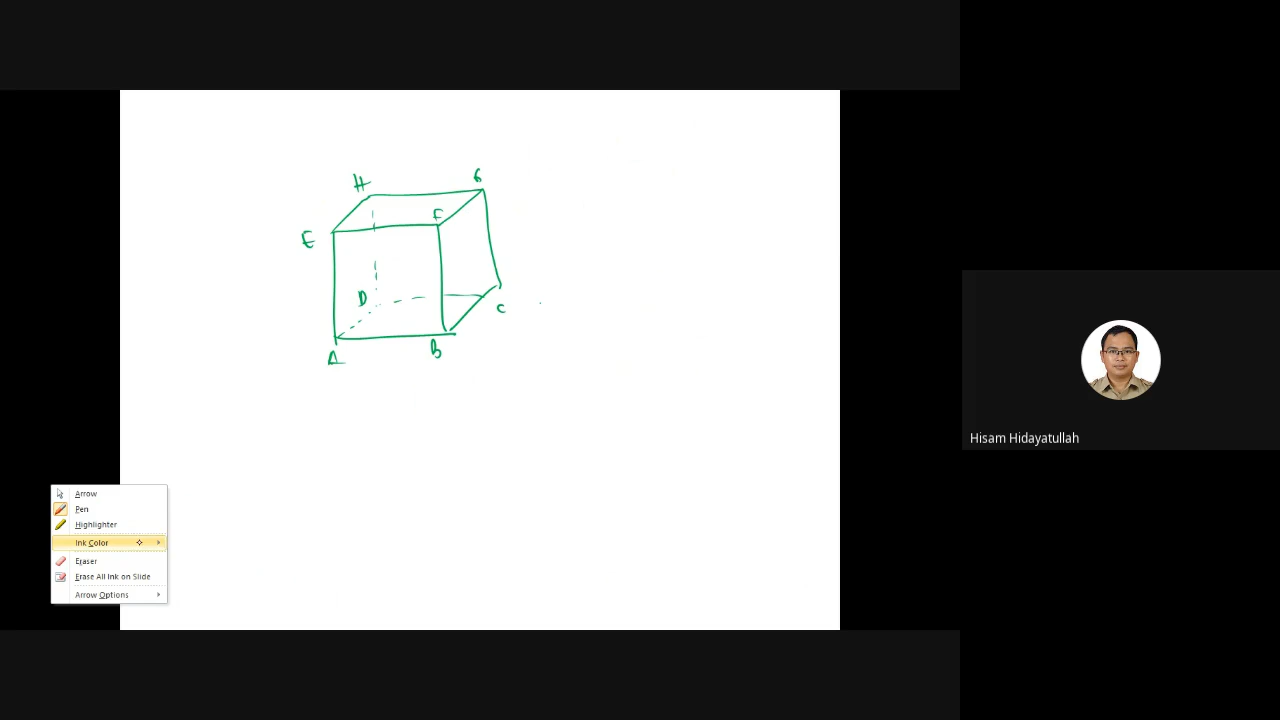 H G
E F
D
C
A B
Arrow
Pen
Highlighter
Ink Color
Eraser
Erase All Ink on Slide
Arrow Options
Hisam Hidayatullah